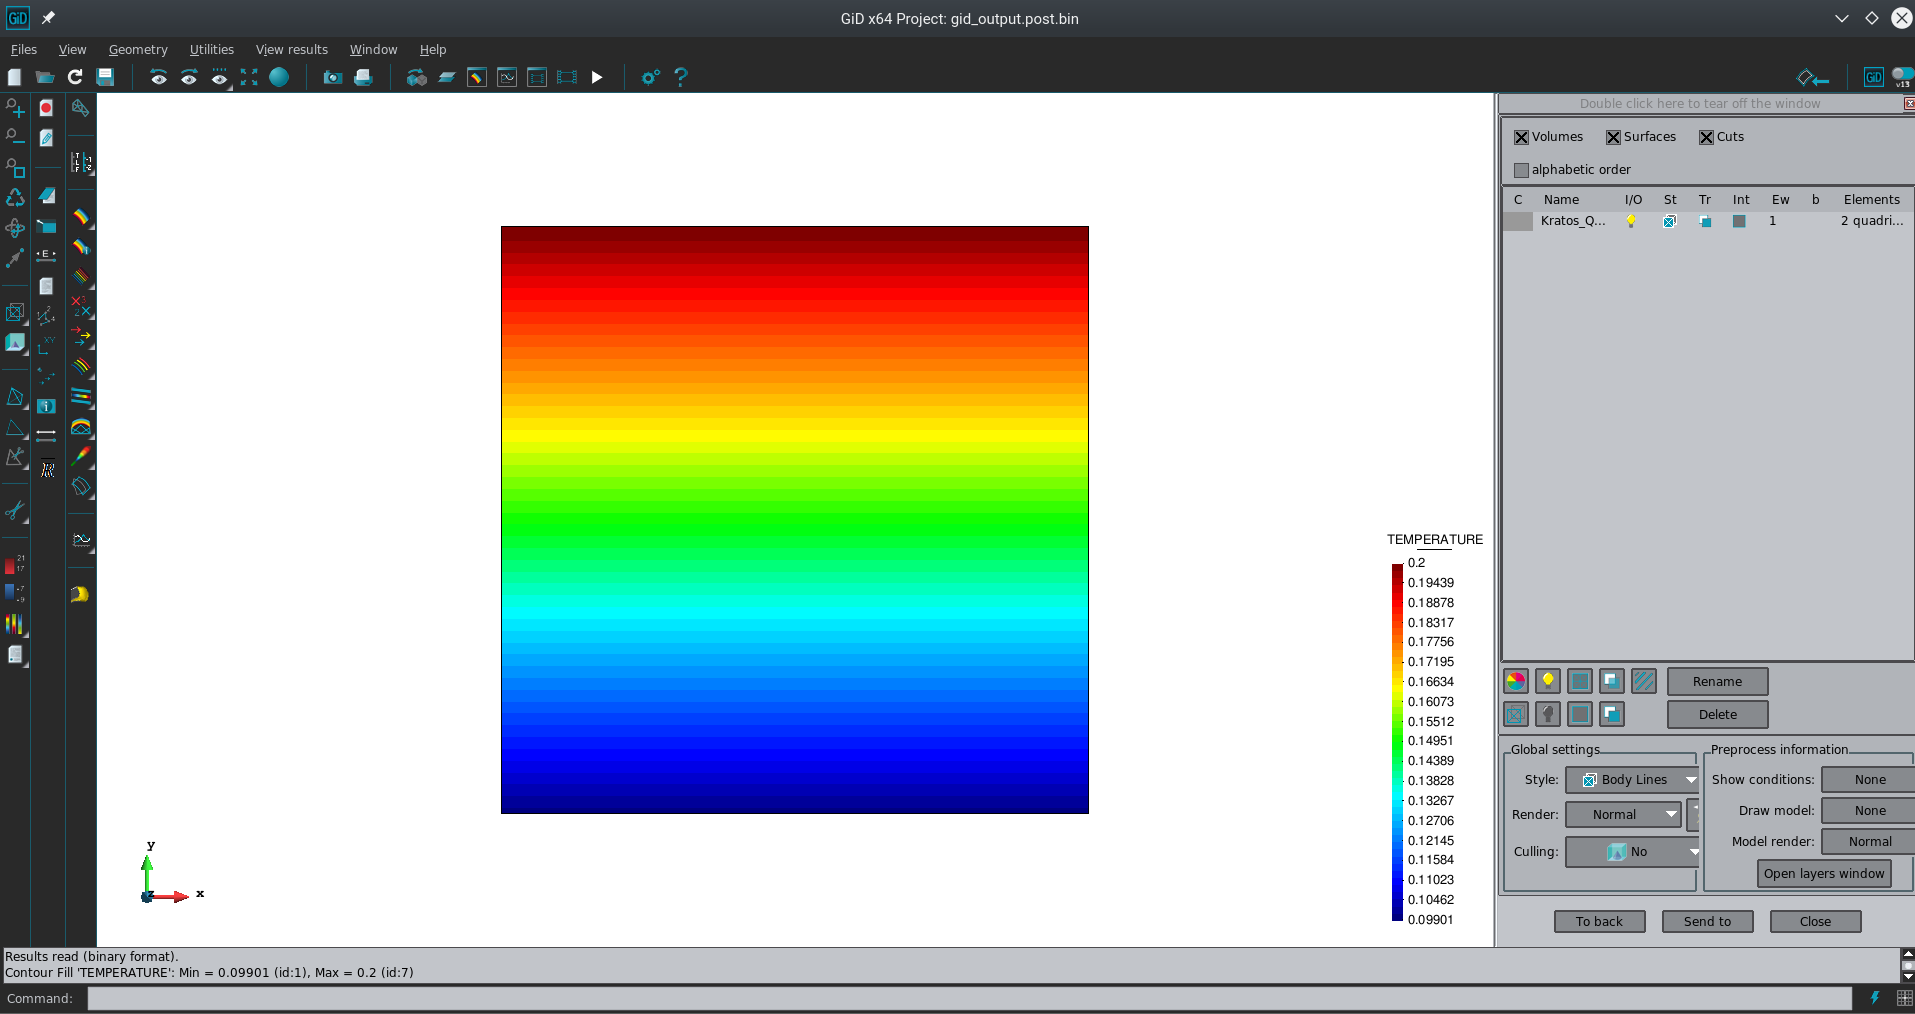 GiD x64 Project: gid_output.post.bin
Files View Geometry Utilities View results Window Help
GiD v13
Double click here to tear off the window
Volumes Surfaces Cuts
alphabetic order
C Name I/O St Tr Int Ew b Elements
Kratos_Q... 1 2 quadri...
TEMPERATURE
0.2
0.19439
0.18878
0.18317
0.17756
0.17195
0.16634
0.16073
0.15512
0.14951
0.14389
0.13828
0.13267
0.12706
0.12145
0.11584
0.11023
0.10462
0.09901
y
x
Rename
Delete
Global settings
Style: Body Lines
Render: Normal
Culling: No
Preprocess information
Show conditions: None
Draw model: None
Model render: Normal
Open layers window
To back Send to Close
Results read (binary format).
Contour Fill 'TEMPERATURE': Min = 0.09901 (id:1), Max = 0.2 (id:7)
Command: